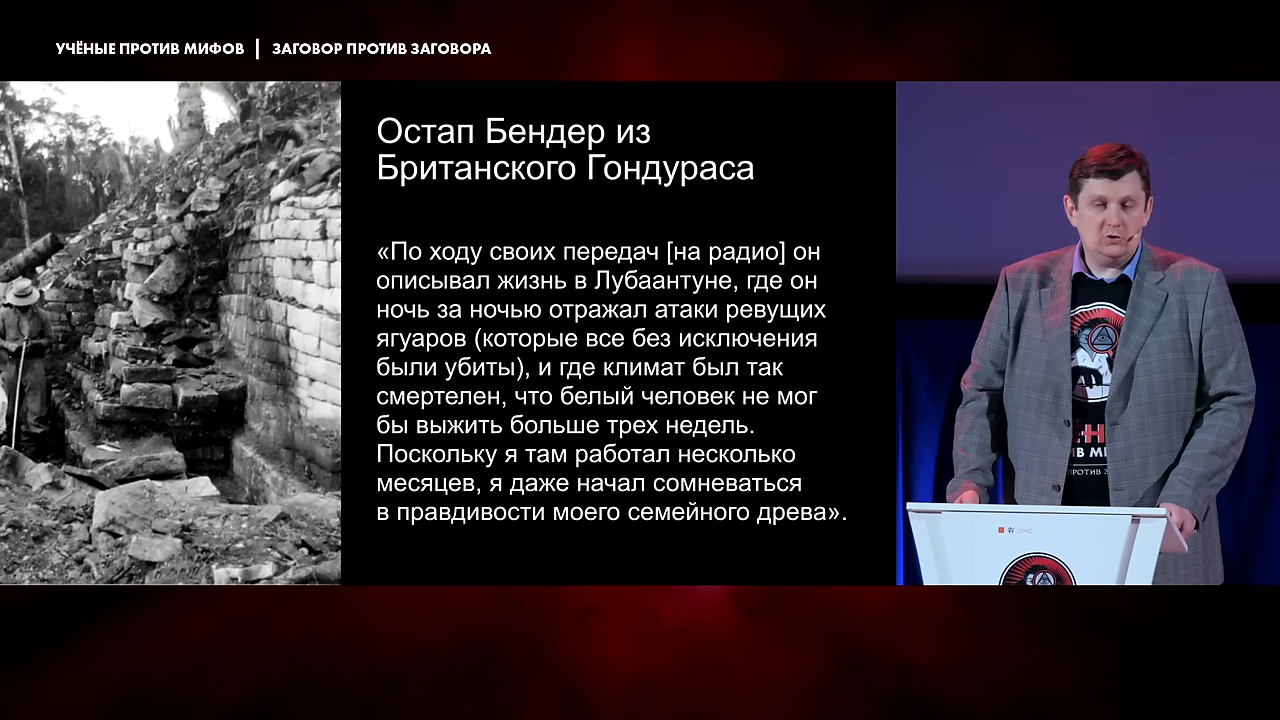 УЧЁНЫЕ ПРОТИВ МИФОВ | ЗАГОВОР ПРОТИВ ЗАГОВОРА
Остап Бендер из
Британского Гондураса
«По ходу своих передач [на радио] он
описывал жизнь в Лубаантуне, где он
ночь за ночью отражал атаки ревущих
ягуаров (которые все без исключения
были убиты), и где климат был так
смертелен, что белый человек не мог
бы выжить больше трех недель.
Поскольку я там работал несколько
месяцев, я даже начал сомневаться
в правдивости моего семейного древа».